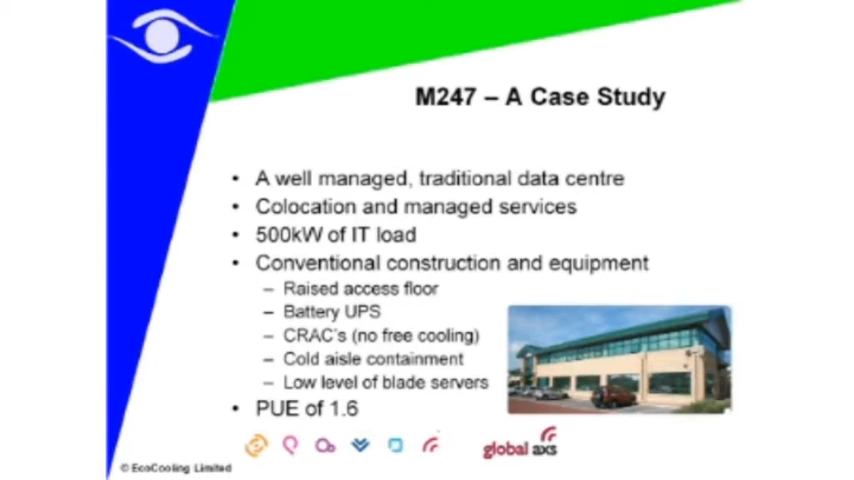 M247 – A Case Study
• A well managed, traditional data centre
• Colocation and managed services
• 500kW of IT load
• Conventional construction and equipment
– Raised access floor
– Battery UPS
– CRAC's (no free cooling)
– Cold aisle containment
– Low level of blade servers
• PUE of 1.6
global axs
© EcoCooling Limited